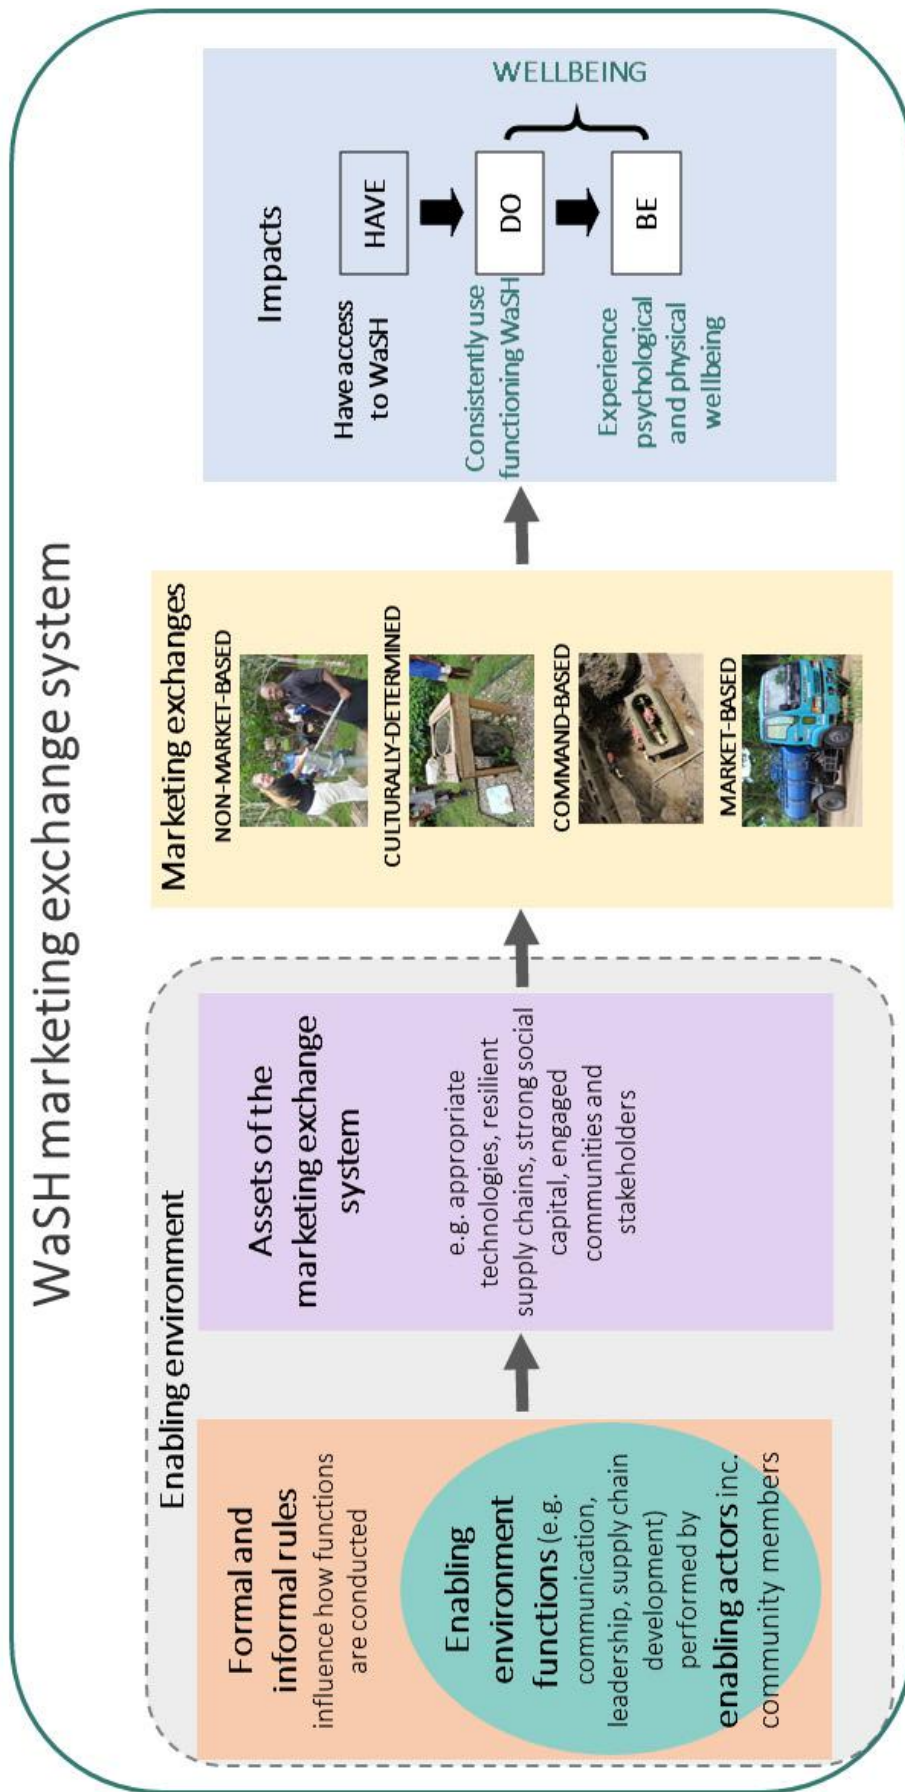 WaSH marketing exchange system
Enabling environment
Formal and
informal rules
influence how functions
are conducted
Enabling
environment
functions (e.g.
communication,
leadership, supply chain
development)
performed by
enabling actors inc.
community members
Assets of the
marketing exchange
system
e.g. appropriate
technologies, resilient
supply chains, strong social
capital, engaged
communities and
stakeholders
Marketing exchanges
NON-MARKET-BASED
CULTURALLY-DETERMINED
COMMAND-BASED
MARKET-BASED
Impacts
Have access
to WaSH
HAVE
Consistently use
functioning WaSH
DO
Experience
psychological
and physical
wellbeing
BE
WELLBEING